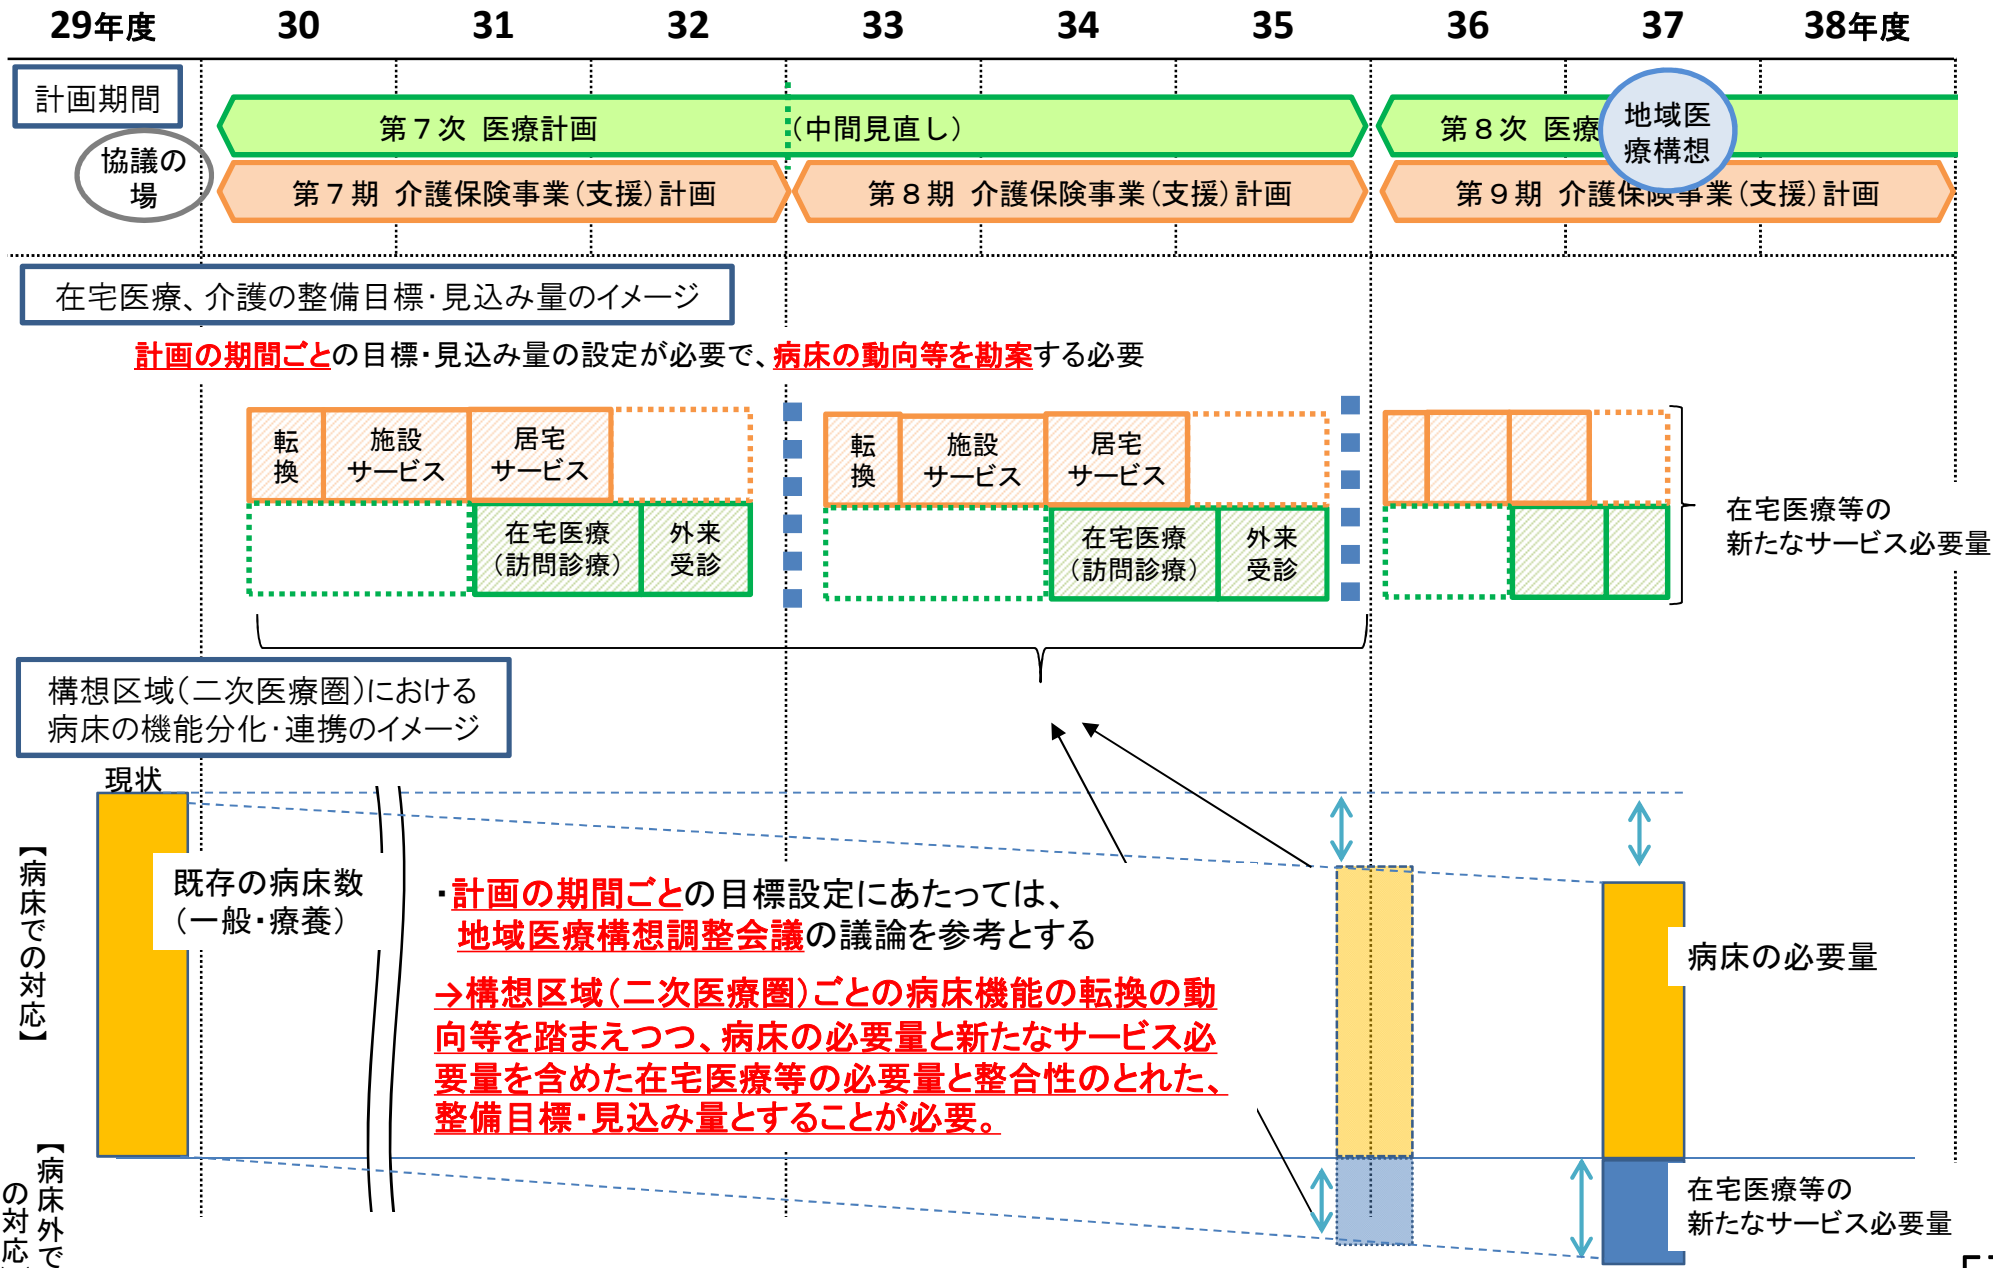 29年度 30 31 32 33 34 35 36 37 38年度
計画期間
協議の
場
第７次 医療計画 (中間見直し)
第８次 医療
地域医
療構想
第７期 介護保険事業(支援)計画
第８期 介護保険事業(支援)計画
第９期 介護保険事業(支援)計画
在宅医療、介護の整備目標・見込み量のイメージ
計画の期間ごとの目標・見込み量の設定が必要で、病床の動向等を勘案する必要
転
換
施設
サービス
居宅
サービス
在宅医療
(訪問診療)
外来
受診
転
換
施設
サービス
居宅
サービス
在宅医療
(訪問診療)
外来
受診
在宅医療等の
新たなサービス必要量
構想区域(二次医療圏)における
病床の機能分化・連携のイメージ
現状
【病床での対応】
既存の病床数
(一般・療養)
・計画の期間ごとの目標設定にあたっては、
地域医療構想調整会議の議論を参考とする
→構想区域(二次医療圏)ごとの病床機能の転換の動
向等を踏まえつつ、病床の必要量と新たなサービス必
要量を含めた在宅医療等の必要量と整合性のとれた、
整備目標・見込み量とすることが必要。
病床の必要量
【病床外で
の対応
在宅医療等の
新たなサービス必要量